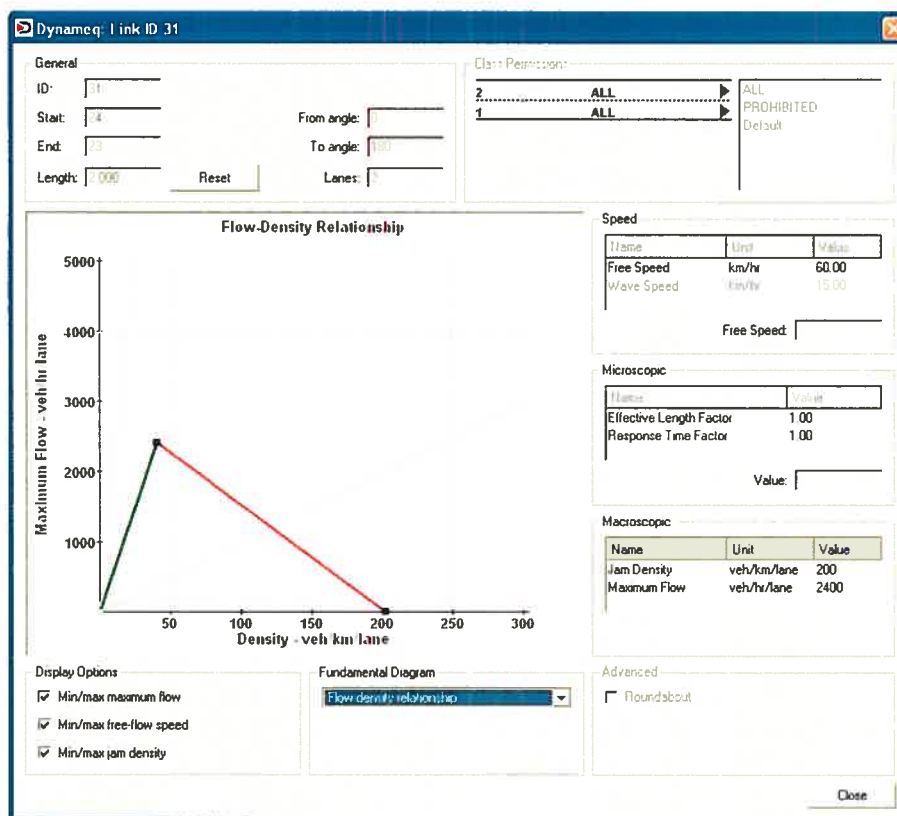 Dynameq: Link ID 31
General
ID: 31
Start: 24
End: 23
Length: 2.000
Reset
From angle:
To angle: 180
Lanes:
Class Permissions
2 ALL
1 ALL
ALL
PROHIBITED
Default
Flow-Density Relationship
Maximum Flow - veh/hr lane
5000
4000
3000
2000
1000
50 100 150 200 250 300
Density - veh km lane
Speed
Name Unit Value
Free Speed km/hr 60.00
Wave Speed km/hr 15.00
Free Speed:
Microscopic
Name Value
Effective Length Factor 1.00
Response Time Factor 1.00
Value:
Macroscopic
Name Unit Value
Jam Density veh/km/lane 200
Maximum Flow veh/hr/lane 2400
Display Options
Min/max maximum flow
Min/max free-flow speed
Min/max jam density
Fundamental Diagram
Flow density relationship
Advanced
Roundabout
Close